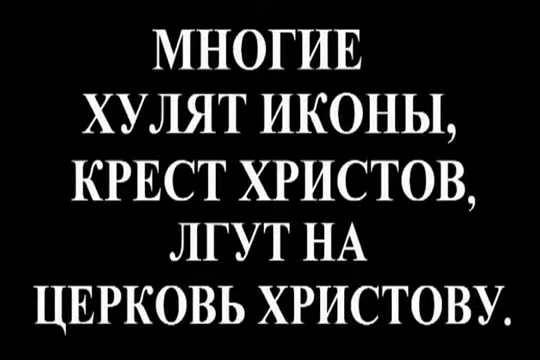 МНОГИЕ
ХУЛЯТ ИКОНЫ,
КРЕСТ ХРИСТОВ,
ЛГУТ НА
ЦЕРКОВЬ ХРИСТОВУ.